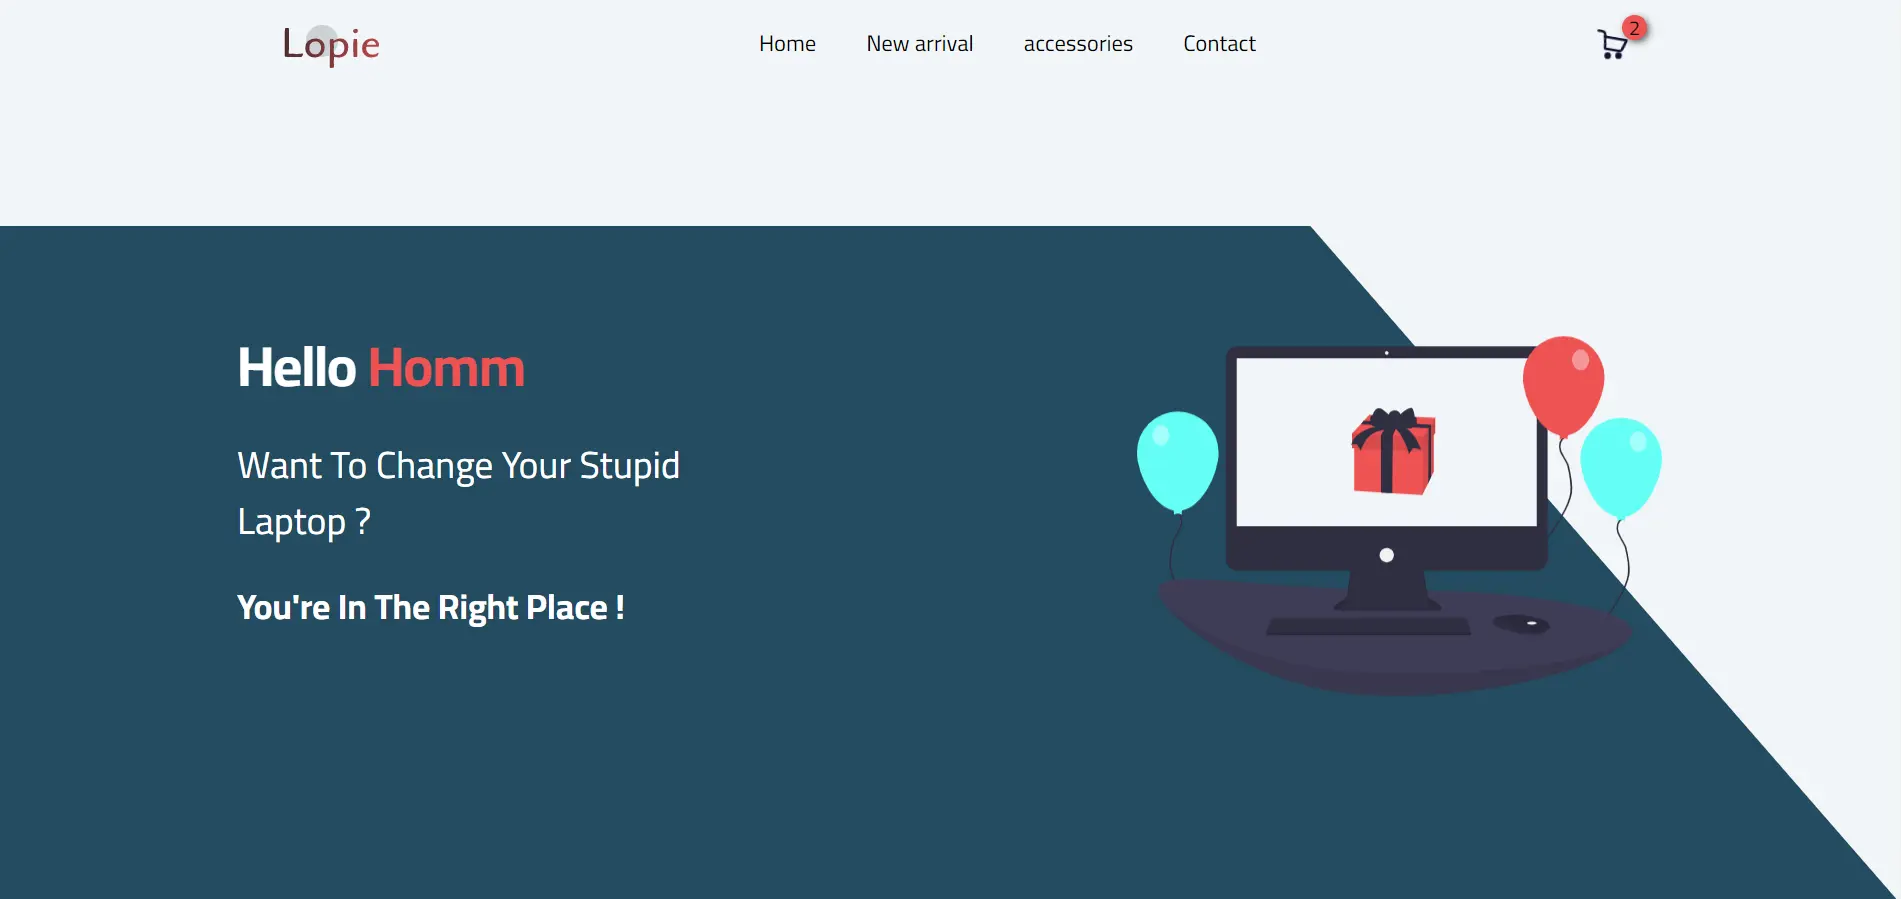 Lopie
Home New arrival accessories Contact
2
Hello Homm
Want To Change Your Stupid
Laptop ?
You're In The Right Place !